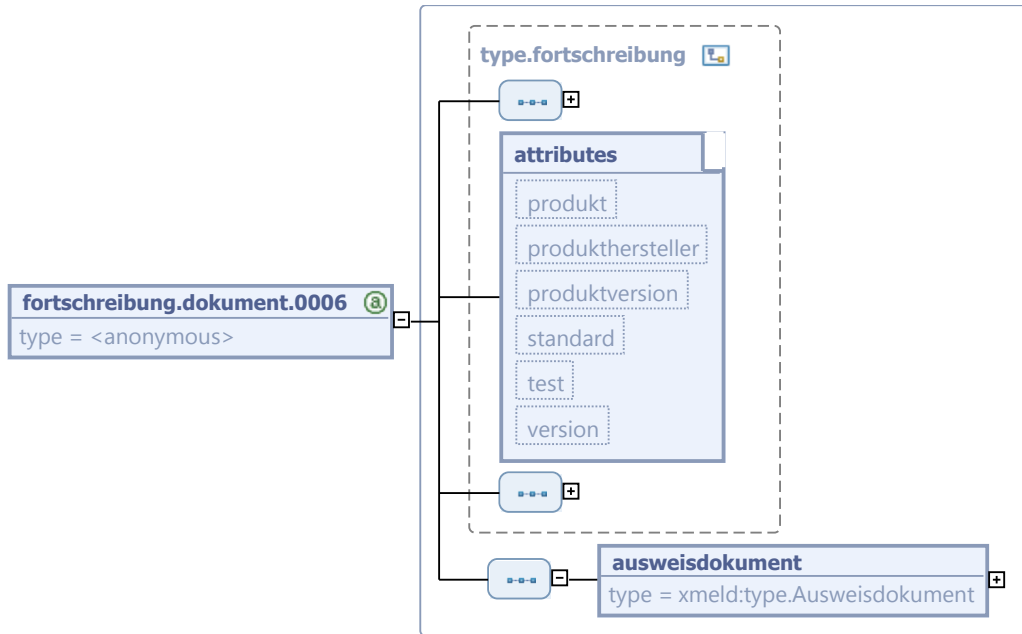 type.fortschreibung
attributes
produkt
produkthersteller
produktversion
fortschreibung.dokument.0006
type = <anonymous>
standard
test
version
ausweisdokument
type = xmeld:type.Ausweisdokument